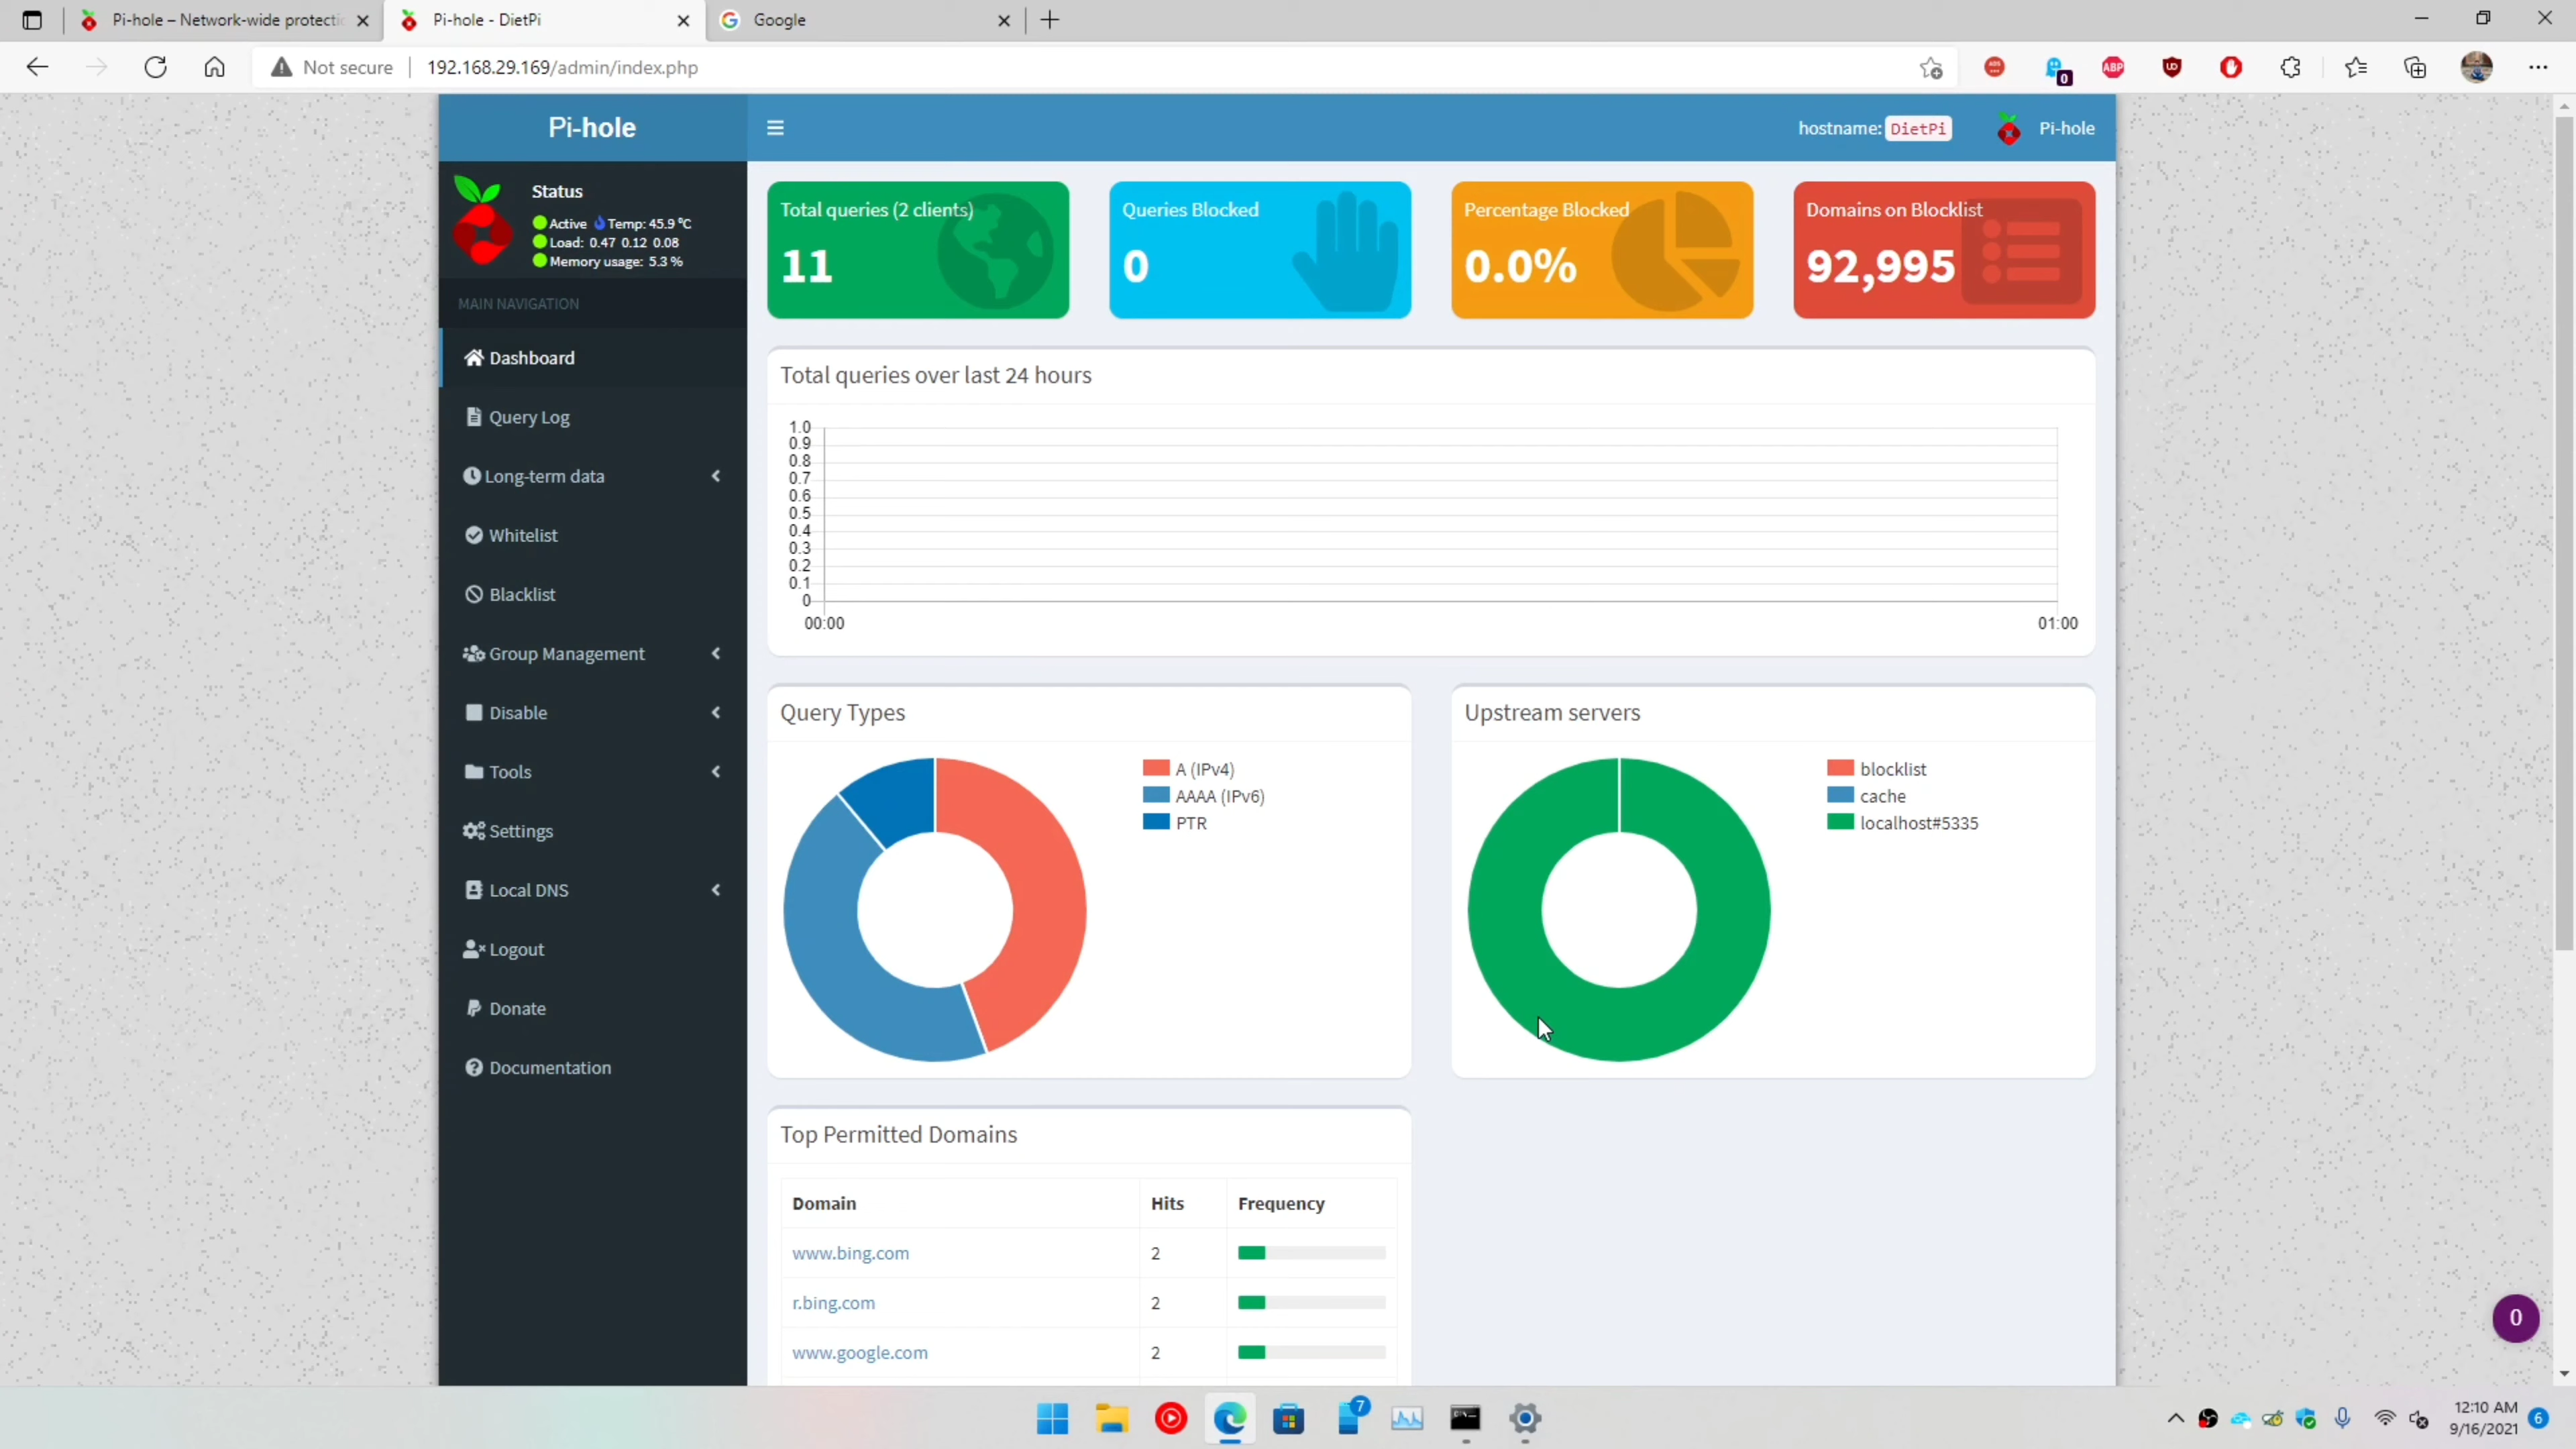 Pi-hole – Network-wide protectio
Pi-hole - DietPi
Google
Not secure
192.168.29.169/admin/index.php
ABP
0
Pi-hole
hostname: DietPi
Pi-hole
Status
Active Temp: 45.9 °C
Load: 0.47 0.12 0.08
Memory usage: 5.3 %
MAIN NAVIGATION
Dashboard
Query Log
Long-term data
Whitelist
Blacklist
Group Management
Disable
Tools
Settings
Local DNS
Logout
Donate
Documentation
Total queries (2 clients)
11
Queries Blocked
0
Percentage Blocked
0.0%
Domains on Blocklist
92,995
Total queries over last 24 hours
1.0
0.9
0.8
0.7
0.6
0.5
0.4
0.3
0.2
0.1
0
00:00
01:00
Query Types
A (IPv4)
AAAA (IPv6)
PTR
Upstream servers
blocklist
cache
localhost#5335
Top Permitted Domains
Domain Hits Frequency
www.bing.com 2
r.bing.com 2
www.google.com 2
0
7
12:10 AM
9/16/2021
6